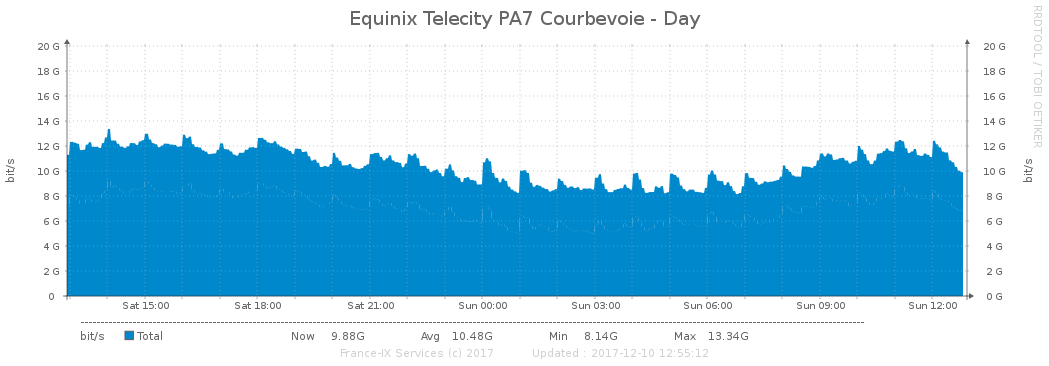 Equinix Telecity PA7 Courbevoie - Day
RRDTOOL / TOBI OETIKER
20 G 20 G
18 G 18 G
16 G 16 G
14 G 14 G
12 G 12 G
10 G 10 G
8 G 8 G
6 G 6 G
4 G 4 G
2 G 2 G
0 0 G
bit/s
bit/s
Sat 15:00 Sat 18:00 Sat 21:00 Sun 00:00 Sun 03:00 Sun 06:00 Sun 09:00 Sun 12:00
bit/s Total Now 9.88G Avg 10.48G Min 8.14G Max 13.34G
France-IX Services (c) 2017 Updated : 2017-12-10 12:55:12